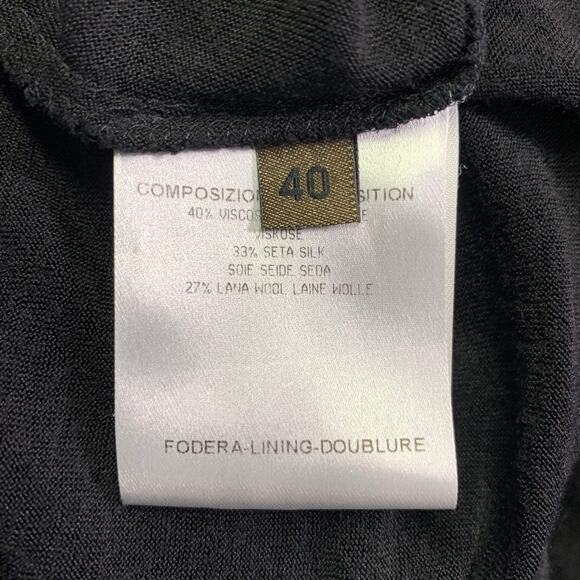 40
COMPOSIZIO SITION
40% VISCOS E
VISKOSE
33% SETA SILK
SOIE SEIDE SEDA
27% LANA WOOL LAINE WOLLE
FODERA-LINING-DOUBLURE